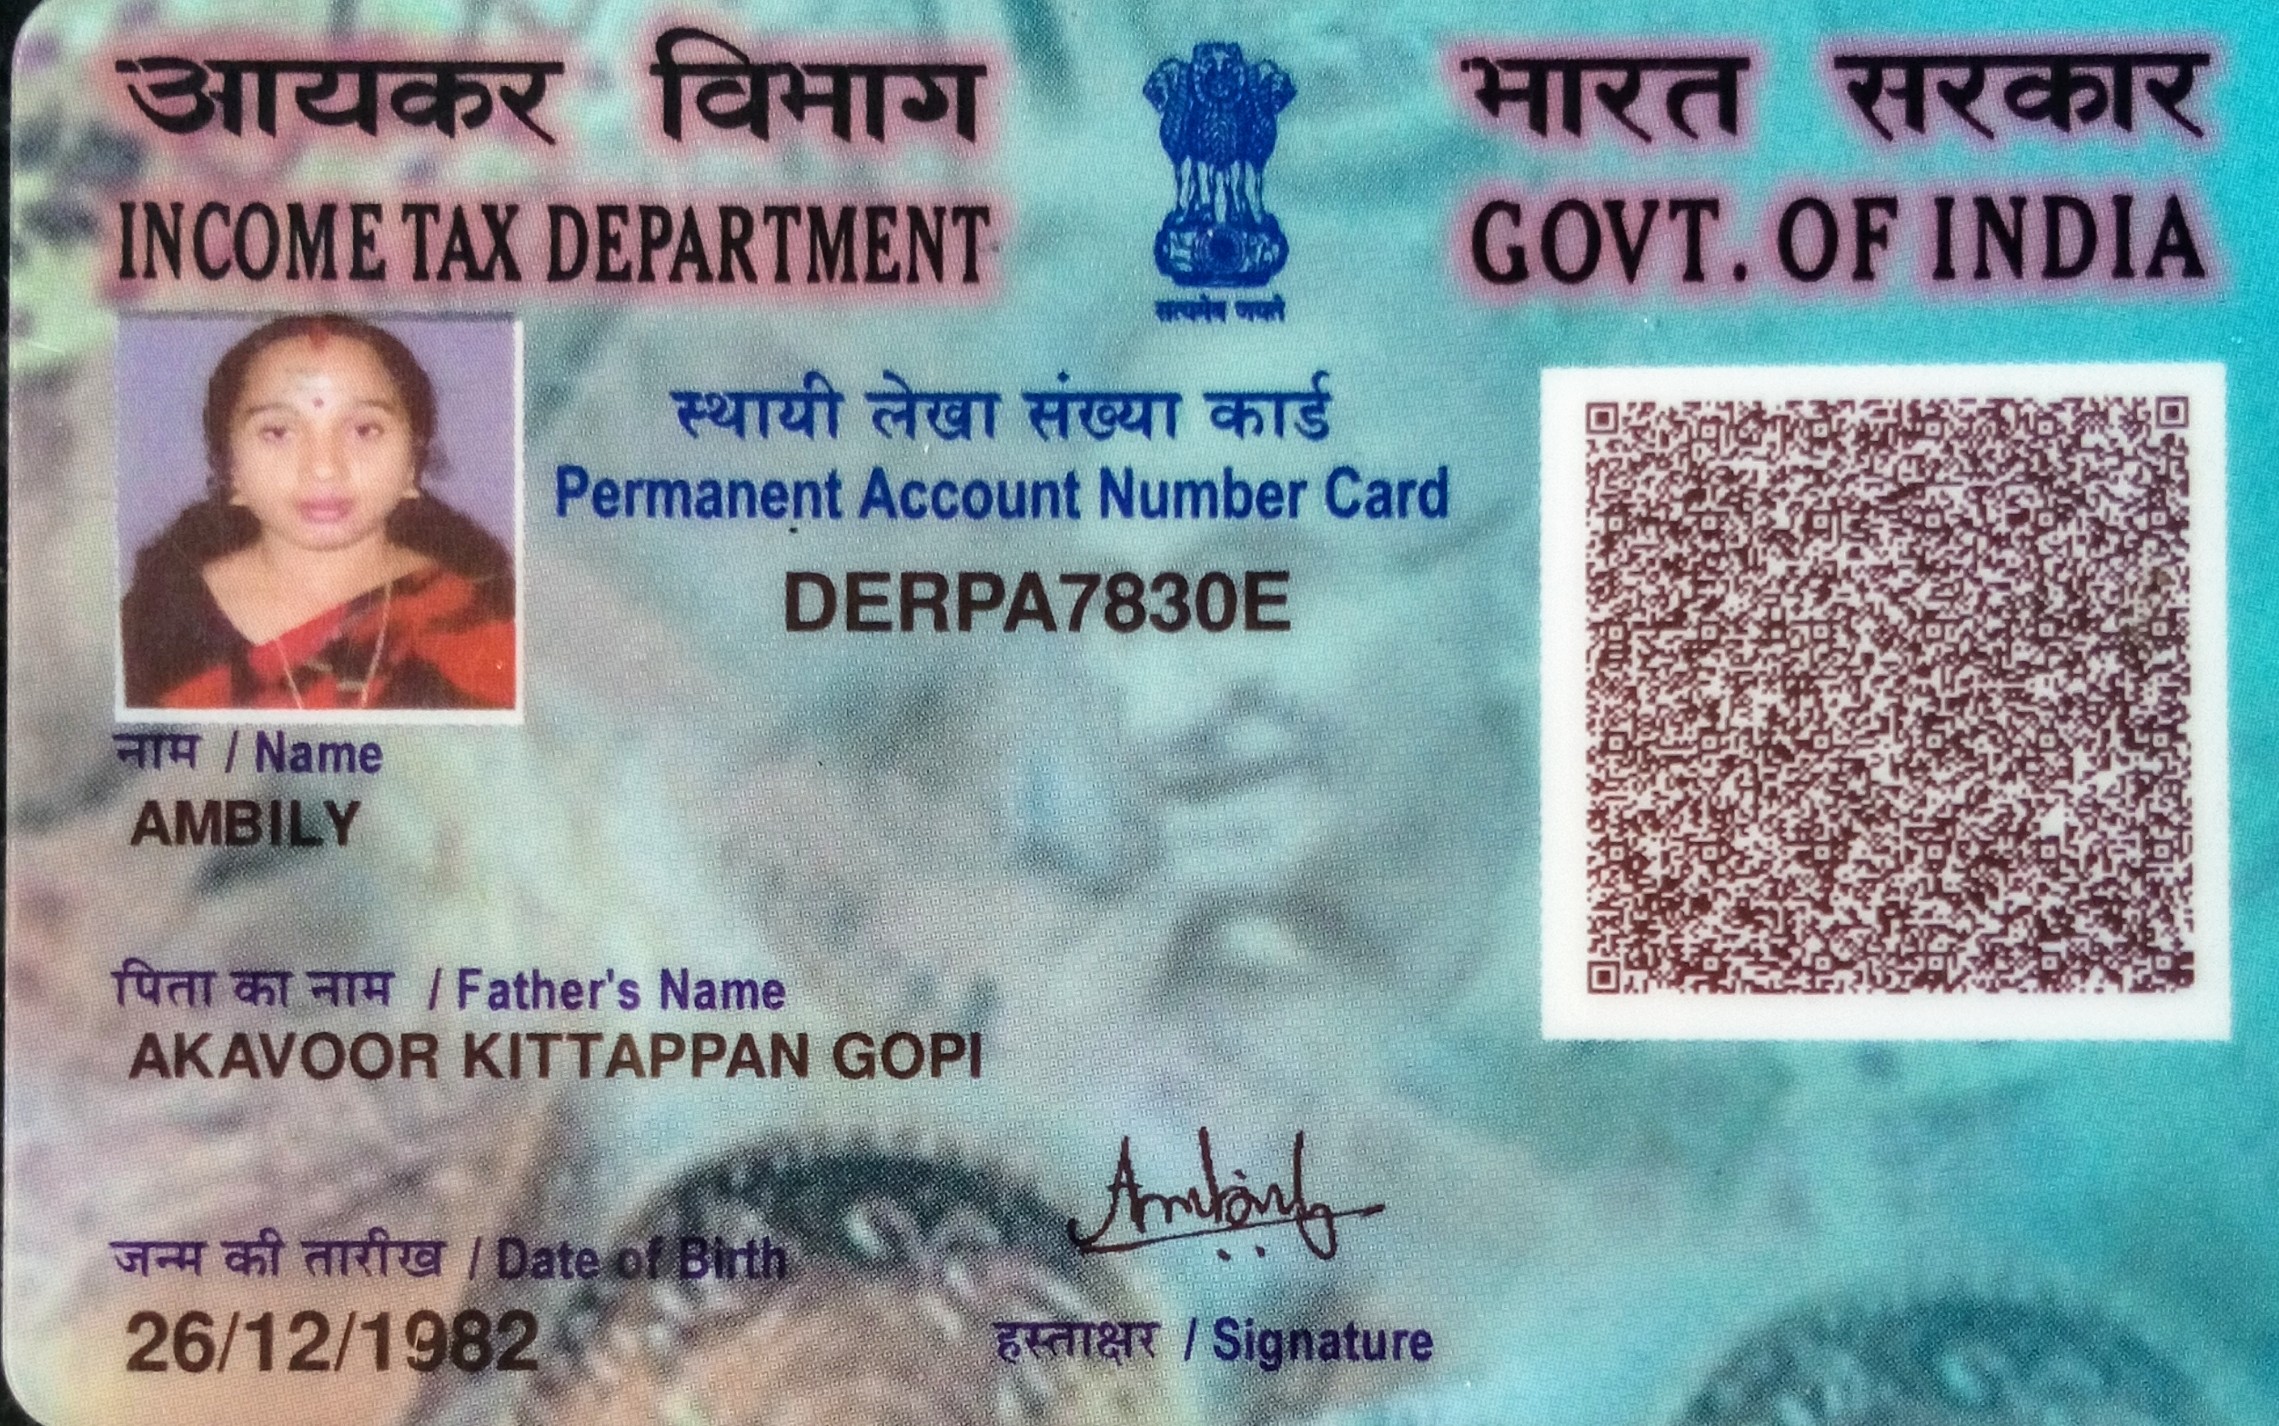 आयकर विभाग
INCOME TAX DEPARTMENT
सत्यमेव जयते
भारत सरकार
GOVT. OF INDIA
स्थायी लेखा संख्या कार्ड
Permanent Account Number Card
DERPA7830E
नाम / Name
AMBILY
पिता का नाम / Father's Name
AKAVOOR KITTAPPAN GOPI
जन्म की तारीख / Date of Birth
26/12/1982
Ambily
हस्ताक्षर / Signature